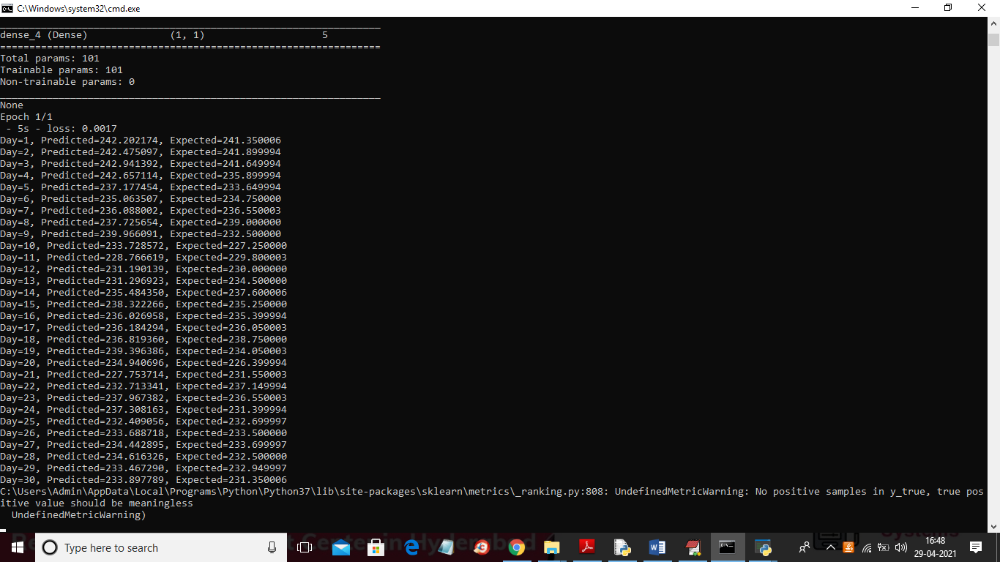 C:\Windows\system32\cmd.exe
dense_4 (Dense) (1, 1) 5
=================================================================
Total params: 101
Trainable params: 101
Non-trainable params: 0
_________________________________________________________________
None
Epoch 1/1
- 5s - loss: 0.0017
Day=1, Predicted=242.202174, Expected=241.350006
Day=2, Predicted=242.475097, Expected=241.899994
Day=3, Predicted=242.941392, Expected=241.649994
Day=4, Predicted=242.657114, Expected=235.899994
Day=5, Predicted=237.177454, Expected=233.649994
Day=6, Predicted=235.063507, Expected=234.750000
Day=7, Predicted=236.088002, Expected=236.550003
Day=8, Predicted=237.725654, Expected=239.000000
Day=9, Predicted=239.966091, Expected=232.500000
Day=10, Predicted=233.728572, Expected=227.250000
Day=11, Predicted=228.766619, Expected=229.800003
Day=12, Predicted=231.190139, Expected=230.000000
Day=13, Predicted=231.296923, Expected=234.500000
Day=14, Predicted=235.484350, Expected=237.600006
Day=15, Predicted=238.322266, Expected=235.250000
Day=16, Predicted=236.026958, Expected=235.399994
Day=17, Predicted=236.184294, Expected=236.050003
Day=18, Predicted=236.819360, Expected=238.750000
Day=19, Predicted=239.396386, Expected=234.050003
Day=20, Predicted=234.940696, Expected=226.399994
Day=21, Predicted=227.753714, Expected=231.550003
Day=22, Predicted=232.713341, Expected=237.149994
Day=23, Predicted=237.967382, Expected=236.550003
Day=24, Predicted=237.308163, Expected=231.399994
Day=25, Predicted=232.409056, Expected=232.699997
Day=26, Predicted=233.688718, Expected=233.500000
Day=27, Predicted=234.442895, Expected=233.699997
Day=28, Predicted=234.616326, Expected=232.500000
Day=29, Predicted=233.467290, Expected=232.949997
Day=30, Predicted=233.897789, Expected=231.350006
C:\Users\Admin\AppData\Local\Programs\Python\Python37\lib\site-packages\sklearn\metrics\_ranking.py:808: UndefinedMetricWarning: No positive samples in y_true, true pos
itive value should be meaningless
UndefinedMetricWarning)
Type here to search
16:48
29-04-2021